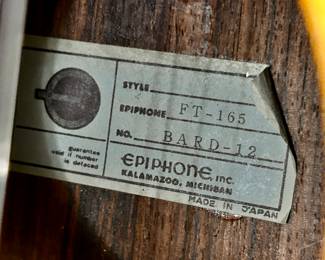 STYLE
EPIPHONE FT-165
NO. BARD-12
guarantee
void if number
is defaced
EPIPHONE, INC.
KALAMAZOO, MICHIGAN
MADE IN JAPAN